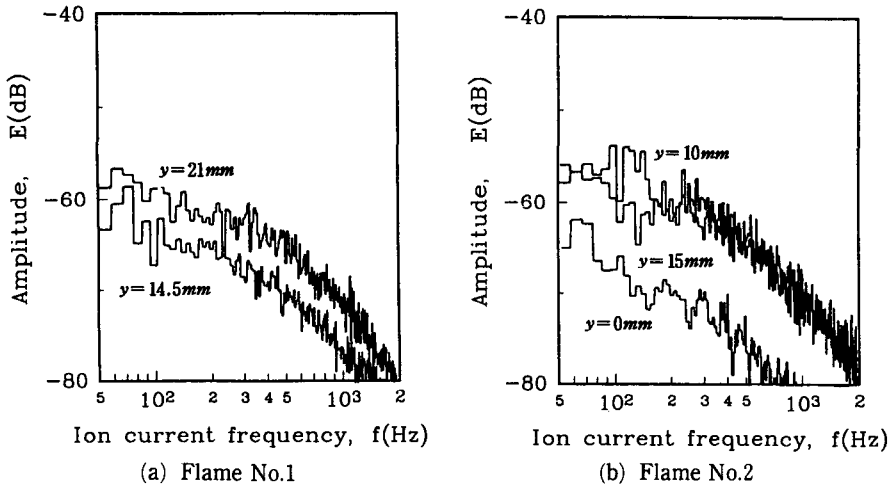 −40
−60
−80
Amplitude, E(dB)
y=21mm
y=14.5mm
5 10² 2 3 4 5 10³ 2
Ion current frequency, f(Hz)
(a) Flame No.1
−40
−60
−80
Amplitude, E(dB)
y=10mm
y=15mm
y=0mm
5 10² 2 3 4 5 10³ 2
Ion current frequency, f(Hz)
(b) Flame No.2